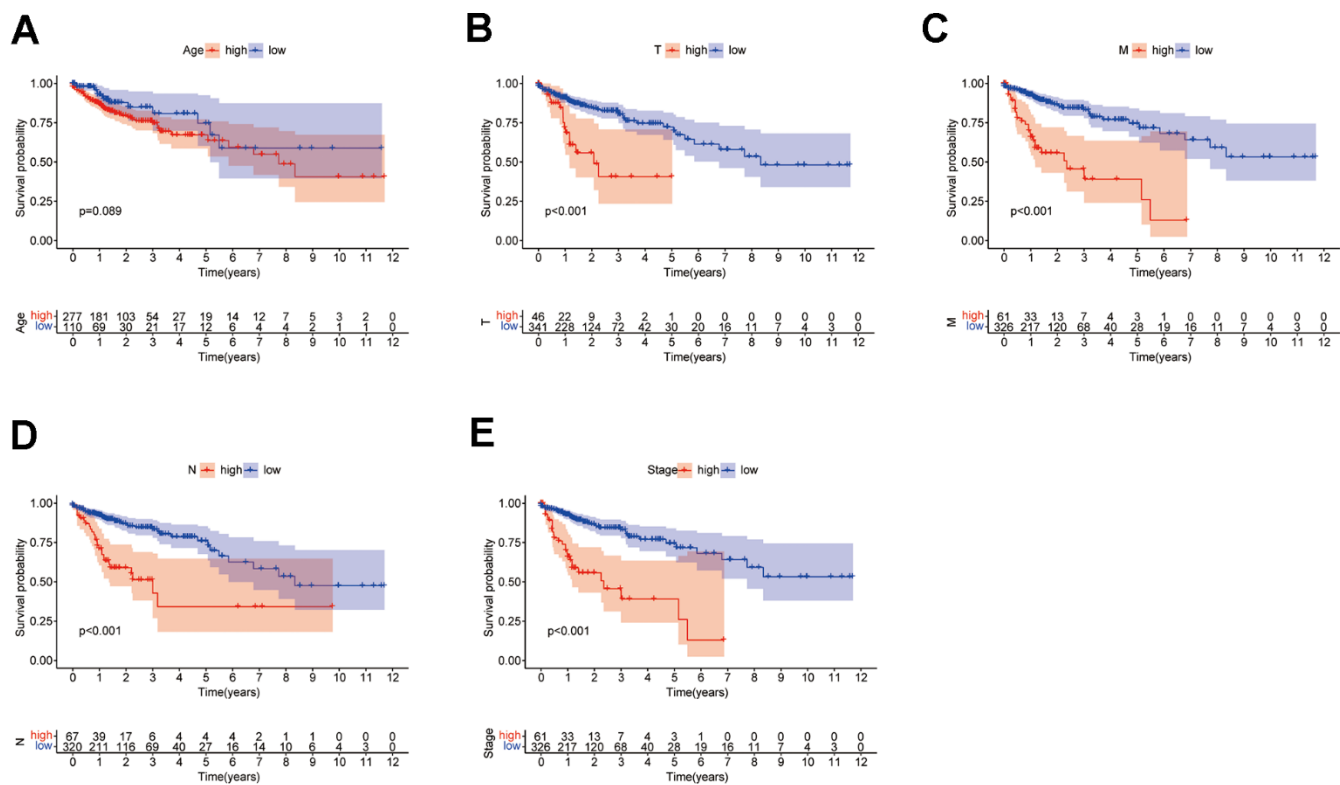 A
Age high low
Survival probability
1.00
0.75
0.50
0.25
0.00
p=0.089
0 1 2 3 4 5 6 7 8 9 10 11 12
Time(years)
Age
high 277 181 103 54 27 19 14 12 7 5 3 2 0
low 110 69 30 21 17 12 6 4 4 2 1 1 0
0 1 2 3 4 5 6 7 8 9 10 11 12
Time(years)
B
T high low
Survival probability
1.00
0.75
0.50
0.25
0.00
p<0.001
0 1 2 3 4 5 6 7 8 9 10 11 12
Time(years)
T
high 46 22 9 3 2 1 0 0 0 0 0 0 0
low 341 228 124 72 42 30 20 16 11 7 4 3 0
0 1 2 3 4 5 6 7 8 9 10 11 12
Time(years)
C
M high low
Survival probability
1.00
0.75
0.50
0.25
0.00
p<0.001
0 1 2 3 4 5 6 7 8 9 10 11 12
Time(years)
M
high 61 33 13 7 4 3 1 0 0 0 0 0 0
low 326 217 120 68 40 28 19 16 11 7 4 3 0
0 1 2 3 4 5 6 7 8 9 10 11 12
Time(years)
D
N high low
Survival probability
1.00
0.75
0.50
0.25
0.00
p<0.001
0 1 2 3 4 5 6 7 8 9 10 11 12
Time(years)
N
high 67 39 17 6 4 4 4 2 1 1 0 0 0
low 320 211 116 69 40 27 16 14 10 6 4 3 0
0 1 2 3 4 5 6 7 8 9 10 11 12
Time(years)
E
Stage high low
Survival probability
1.00
0.75
0.50
0.25
0.00
p<0.001
0 1 2 3 4 5 6 7 8 9 10 11 12
Time(years)
Stage
high 61 33 13 7 4 3 1 0 0 0 0 0 0
low 326 217 120 68 40 28 19 16 11 7 4 3 0
0 1 2 3 4 5 6 7 8 9 10 11 12
Time(years)